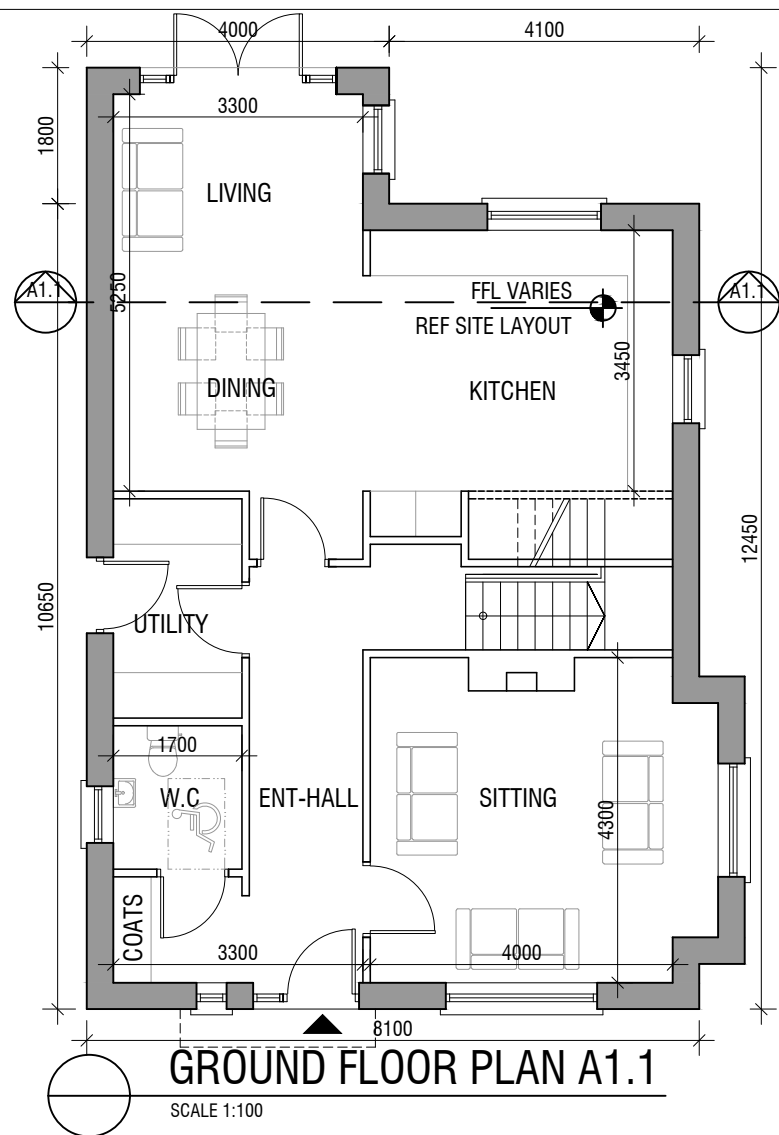 4000
4100
3300
1800
LIVING
A1.1
FFL VARIES
A1.1
5250
REF SITE LAYOUT
3450
DINING
KITCHEN
12450
10650
UTILITY
1700
W.C
ENT-HALL
SITTING
4300
COATS
3300
4000
8100
GROUND FLOOR PLAN A1.1
SCALE 1:100